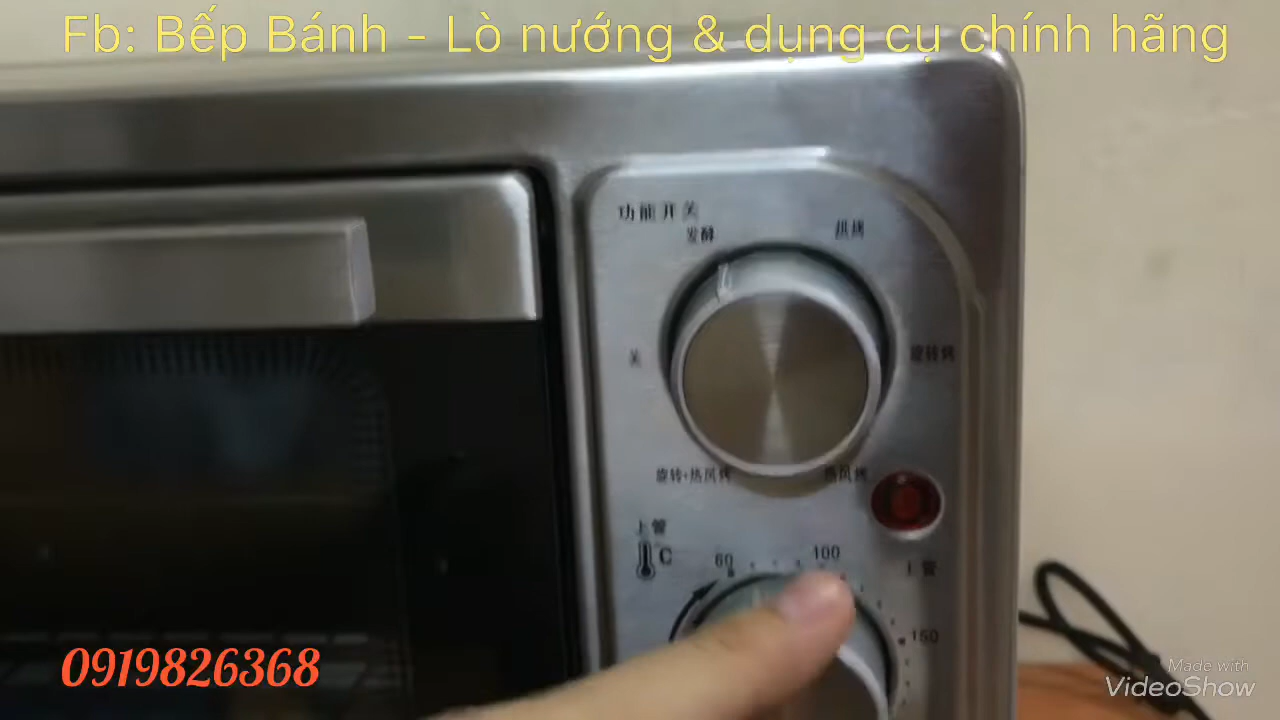 Fb: Bếp Bánh - Lò nướng & dụng cụ chính hãng
功能开关
发酵
烘烤
关
旋转烤
旋转+热风烤
热风烤
上管
°C
60
100
上管
150
0919826368
Made with
VideoShow